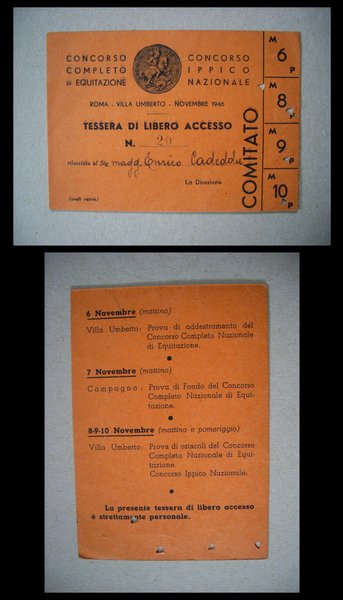 CONCORSO
COMPLETO
DI EQUITAZIONE
CONCORSO
IPPICO
NAZIONALE
ROMA - VILLA UMBERTO - NOVEMBRE 1946
TESSERA DI LIBERO ACCESSO
N. 20
rilasciata al Sig. magg. Enrico Cadeddu
La Direzione
(vedi retro)
COMITATO
M
6
P
M
8
M
9
P
M
10
P
6 Novembre (mattino)
Villa Umberto: Prova di addestramento del
Concorso Completo Nazionale
di Equitazione.
7 Novembre (mattino)
Campagna: Prova di Fondo del Concorso
Completo Nazionale di Equi-
tazione.
8-9-10 Novembre (mattino e pomeriggio)
Villa Umberto: Prova di ostacoli del Concorso
Completo Nazionale di Equi-
tazione.
Concorso Ippico Nazionale.
La presente tessera di libero accesso
è strettamente personale.